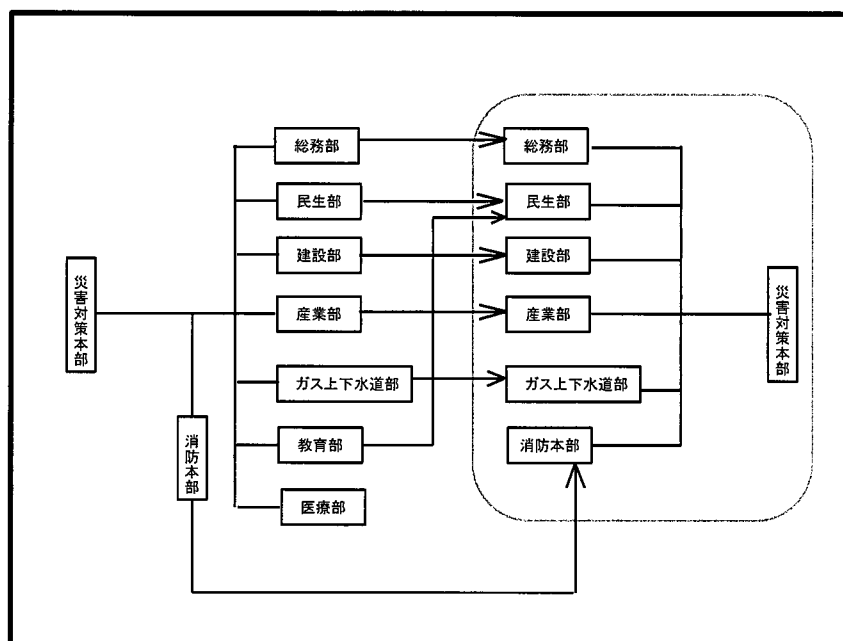 災害対策本部
消防本部
総務部
民生部
建設部
産業部
ガス上下水道部
教育部
医療部
総務部
民生部
建設部
産業部
ガス上下水道部
消防本部
災害対策本部